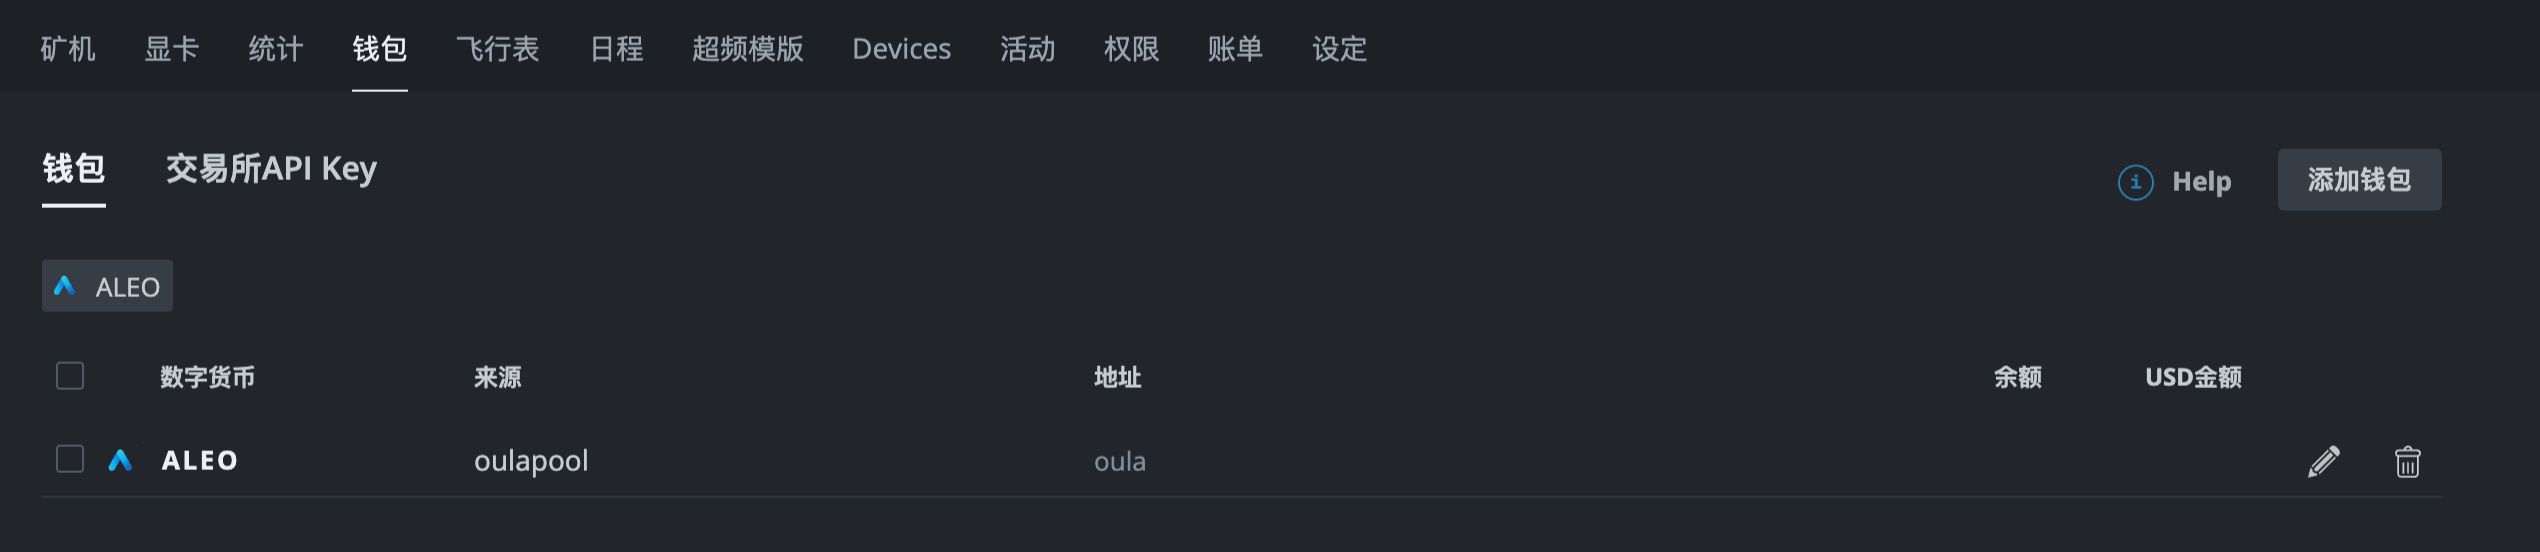 矿机 显卡 统计 钱包 飞行表 日程 超频模版 Devices 活动 权限 账单 设定
钱包 交易所API Key Help 添加钱包
ALEO
数字货币 来源 地址 余额 USD金额
ALEO oulapool oula